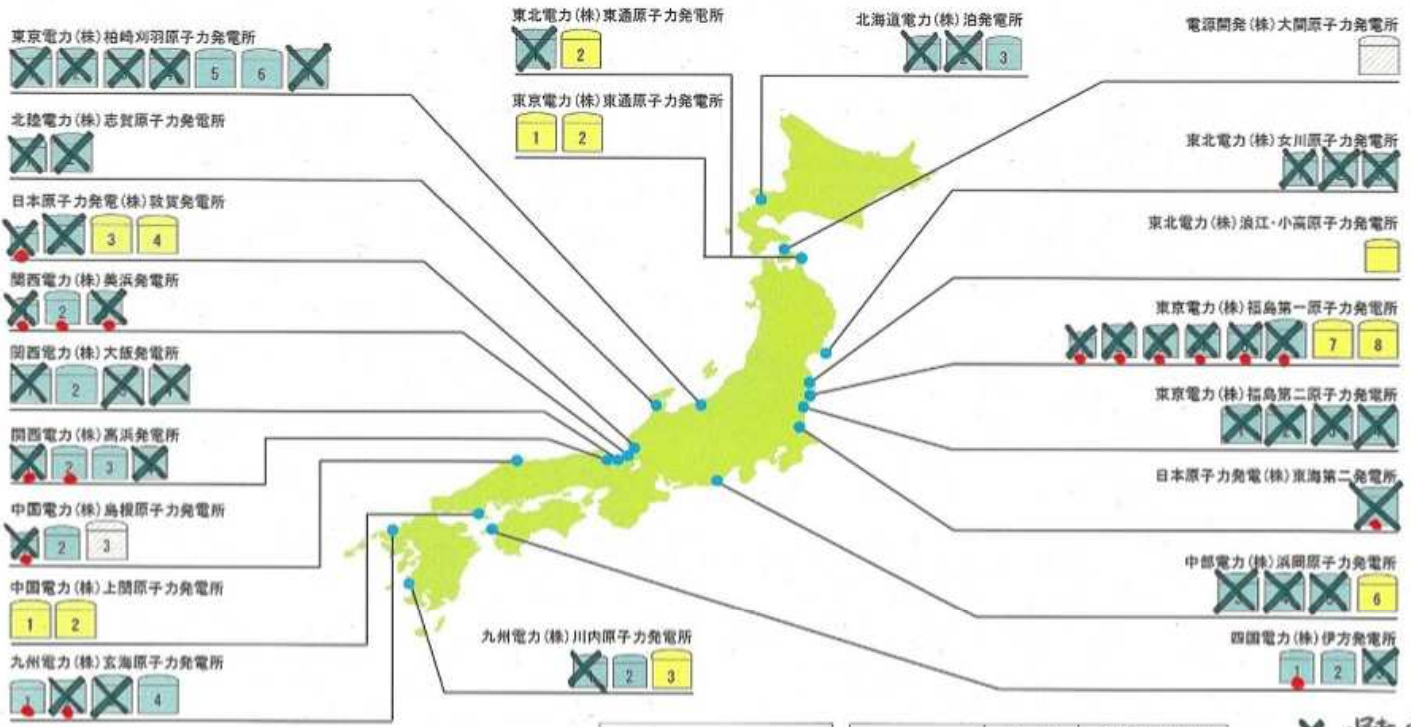 東京電力(株)柏崎刈羽原子力発電所
5 6
北陸電力(株)志賀原子力発電所
日本原子力発電(株)敦賀発電所
3 4
関西電力(株)美浜発電所
2
関西電力(株)大飯発電所
2
関西電力(株)高浜発電所
2 3
中国電力(株)島根原子力発電所
2 3
中国電力(株)上関原子力発電所
1 2
九州電力(株)玄海原子力発電所
1 4
東北電力(株)東通原子力発電所
2
東京電力(株)東通原子力発電所
1 2
九州電力(株)川内原子力発電所
2 3
北海道電力(株)泊発電所
3
電源開発(株)大間原子力発電所
東北電力(株)女川原子力発電所
東北電力(株)浪江・小高原子力発電所
東京電力(株)福島第一原子力発電所
7 8
東京電力(株)福島第二原子力発電所
日本原子力発電(株)東海第二発電所
中部電力(株)浜岡原子力発電所
6
四国電力(株)伊方発電所
1 2